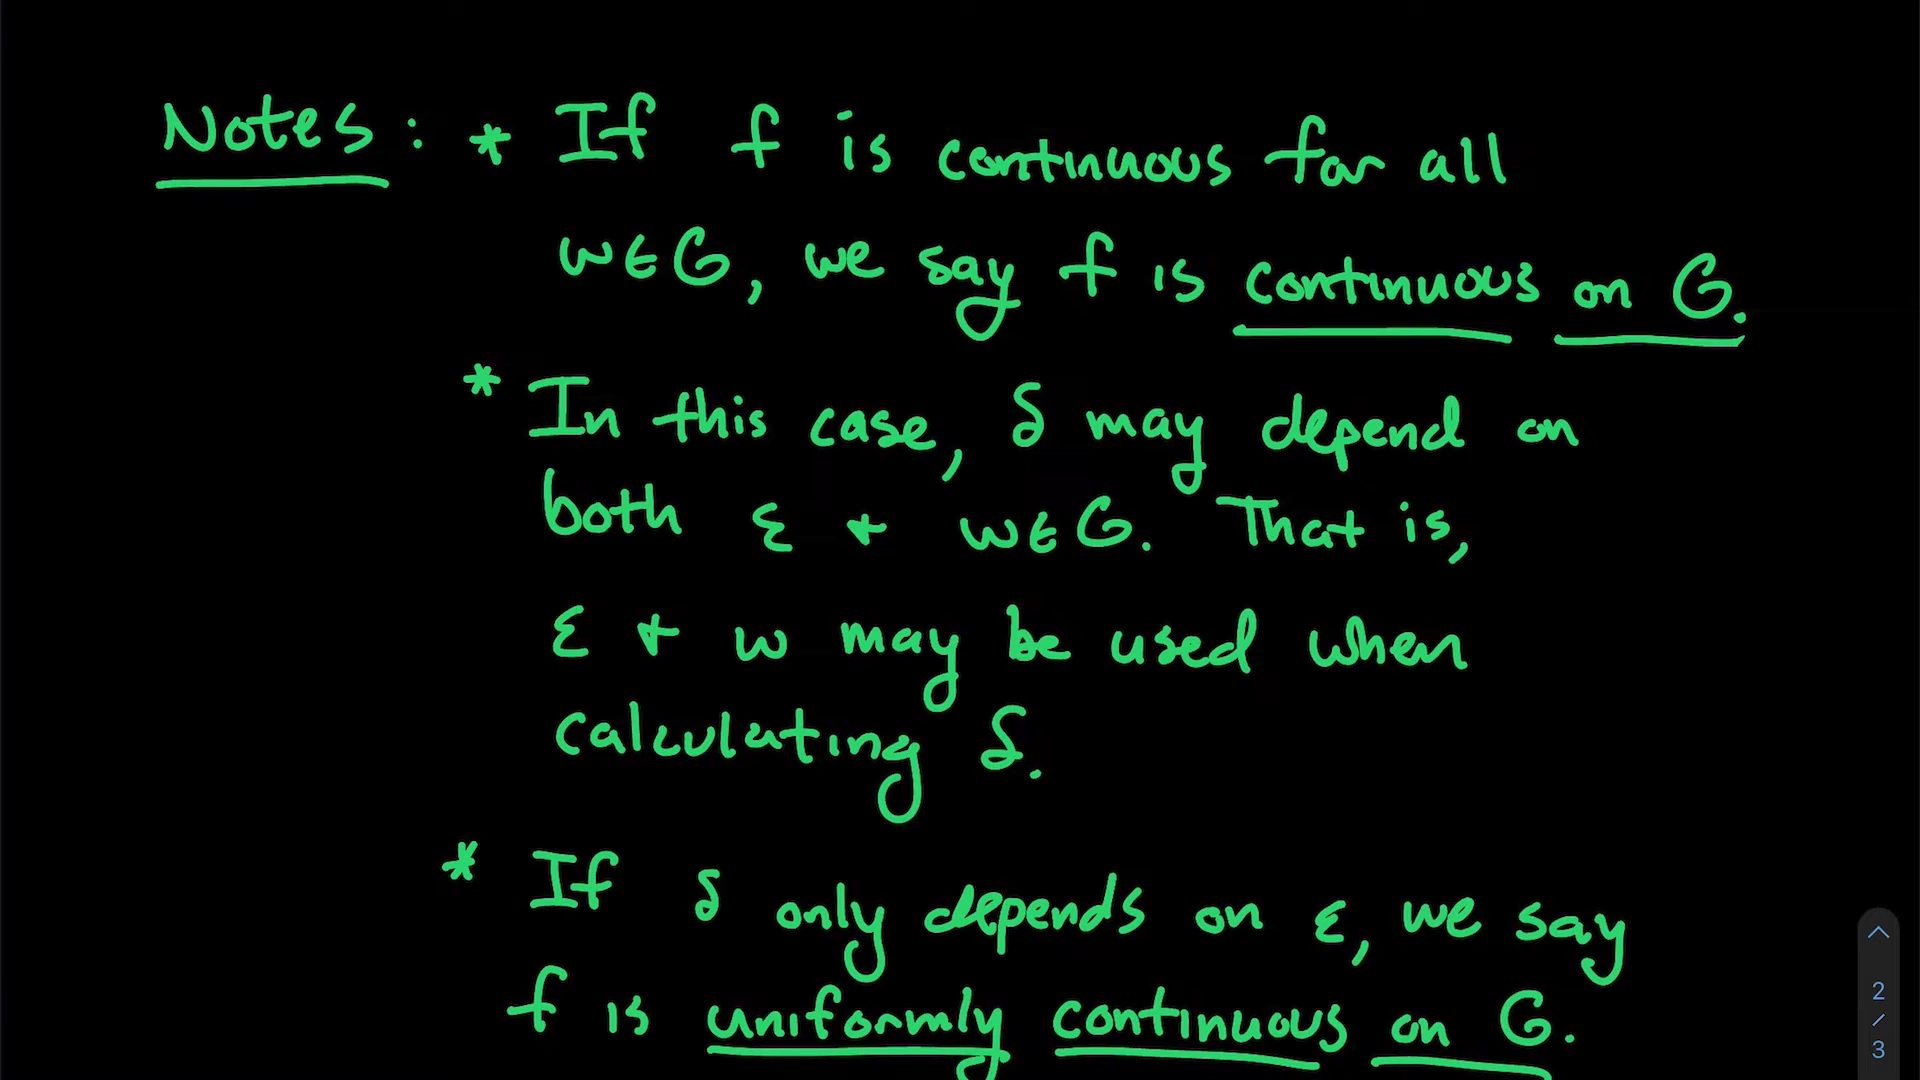 Notes: * If f is continuous for all
w∈G, we say f is continuous on G.
* In this case, δ may depend on
both ε + w∈G. That is,
ε + w may be used when
calculating δ.
* If δ only depends on ε, we say
f is uniformly continuous on G.
2
/
3